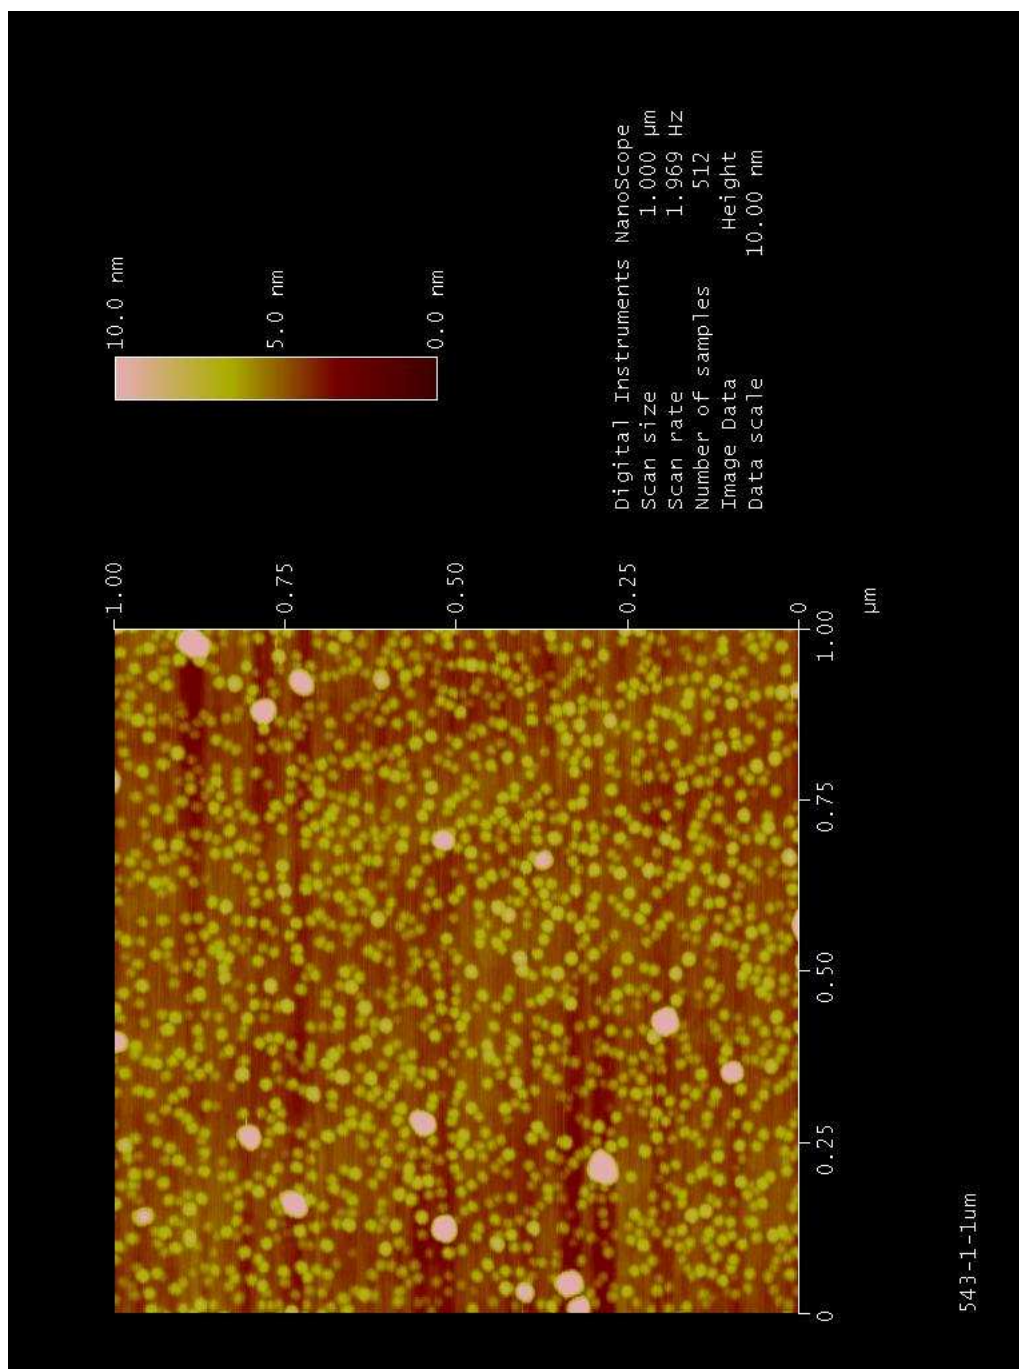 10.0 nm
5.0 nm
0.0 nm
Digital Instruments NanoScope
Scan size 1.000 µm
Scan rate 1.969 Hz
Number of samples 512
Image Data Height
Data scale 10.00 nm
1.00
0.75
0.50
0.25
0
0
0.25
0.50
0.75
1.00
µm
543-1-1um